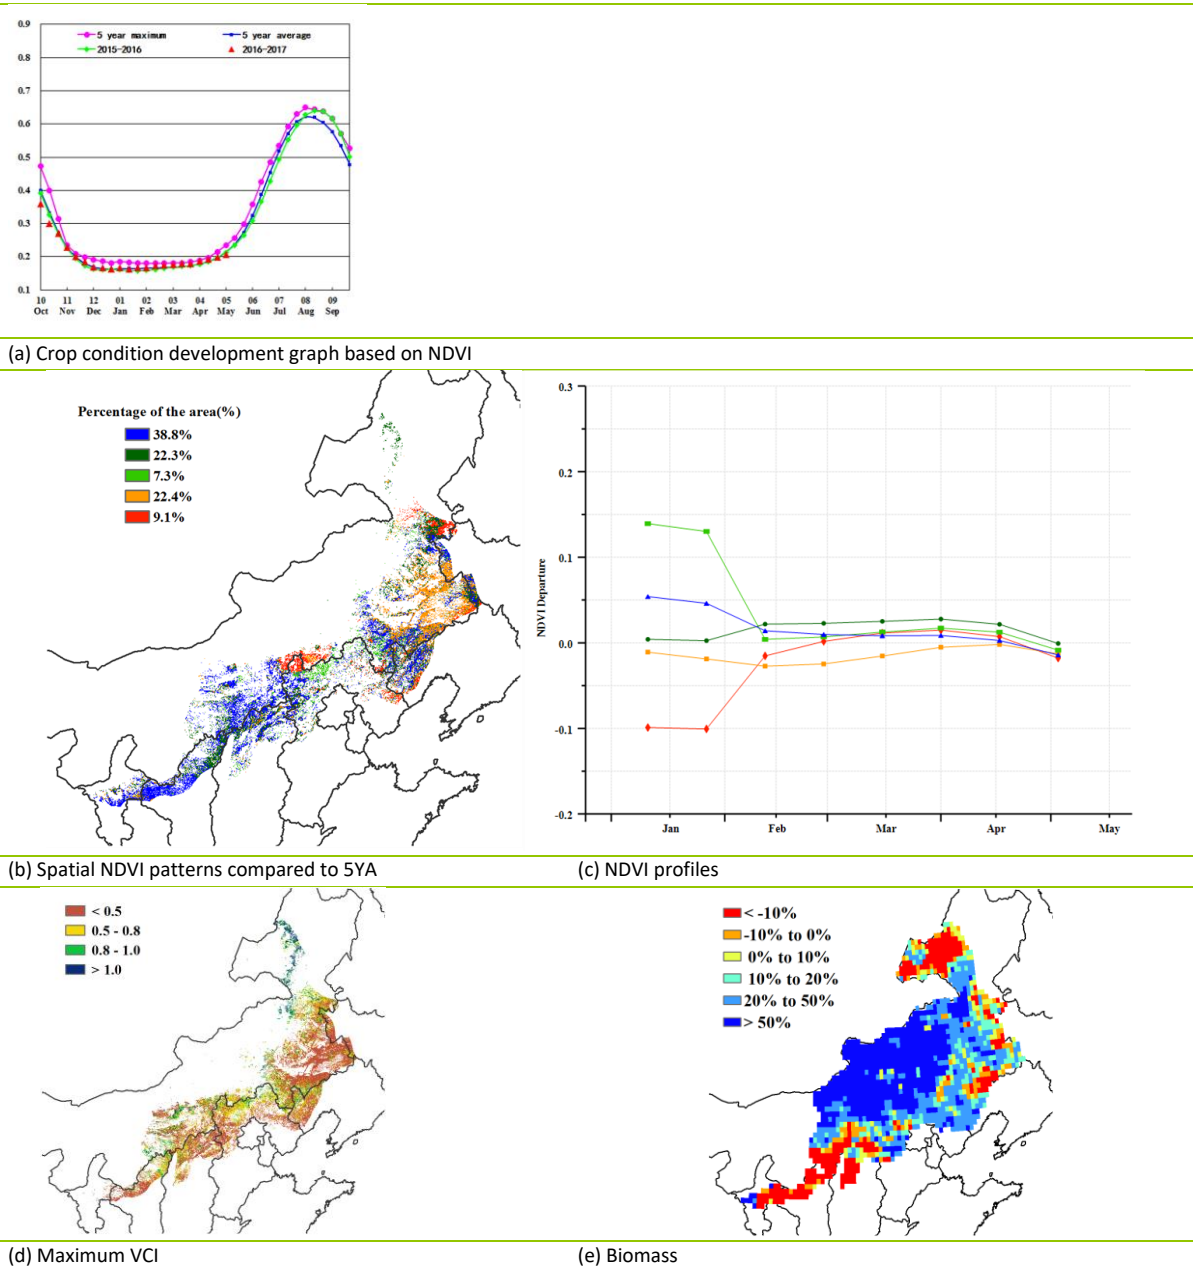 0.9
5 year maximum 5 year average
2015-2016 2016-2017
0.8
0.7
0.6
0.5
0.4
0.3
0.2
0.1
10 11 12 01 02 03 04 05 06 07 08 09
Oct Nov Dec Jan Feb Mar Apr May Jun Jul Aug Sep
(a) Crop condition development graph based on NDVI
Percentage of the area(%)
38.8%
22.3%
7.3%
22.4%
9.1%
0.3
0.2
0.1
0.0
-0.1
-0.2
NDVI Departure
Jan Feb Mar Apr May
(b) Spatial NDVI patterns compared to 5YA (c) NDVI profiles
< 0.5
0.5 - 0.8
0.8 - 1.0
> 1.0
< -10%
-10% to 0%
0% to 10%
10% to 20%
20% to 50%
> 50%
(d) Maximum VCI (e) Biomass